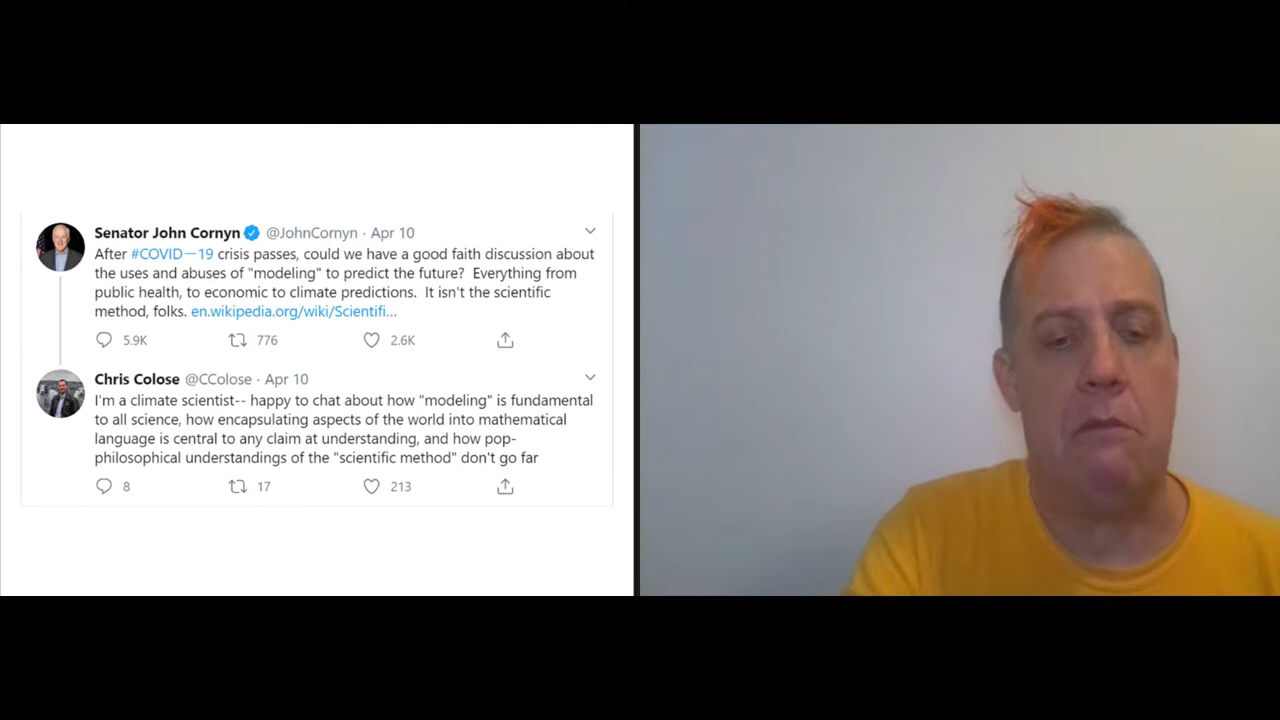 Senator John Cornyn @JohnCornyn · Apr 10
After #COVID—19 crisis passes, could we have a good faith discussion about
the uses and abuses of "modeling" to predict the future? Everything from
public health, to economic to climate predictions. It isn't the scientific
method, folks. en.wikipedia.org/wiki/Scientifi...
5.9K 776 2.6K
Chris Colose @CColose · Apr 10
I'm a climate scientist-- happy to chat about how "modeling" is fundamental
to all science, how encapsulating aspects of the world into mathematical
language is central to any claim at understanding, and how pop-
philosophical understandings of the "scientific method" don't go far
8 17 213